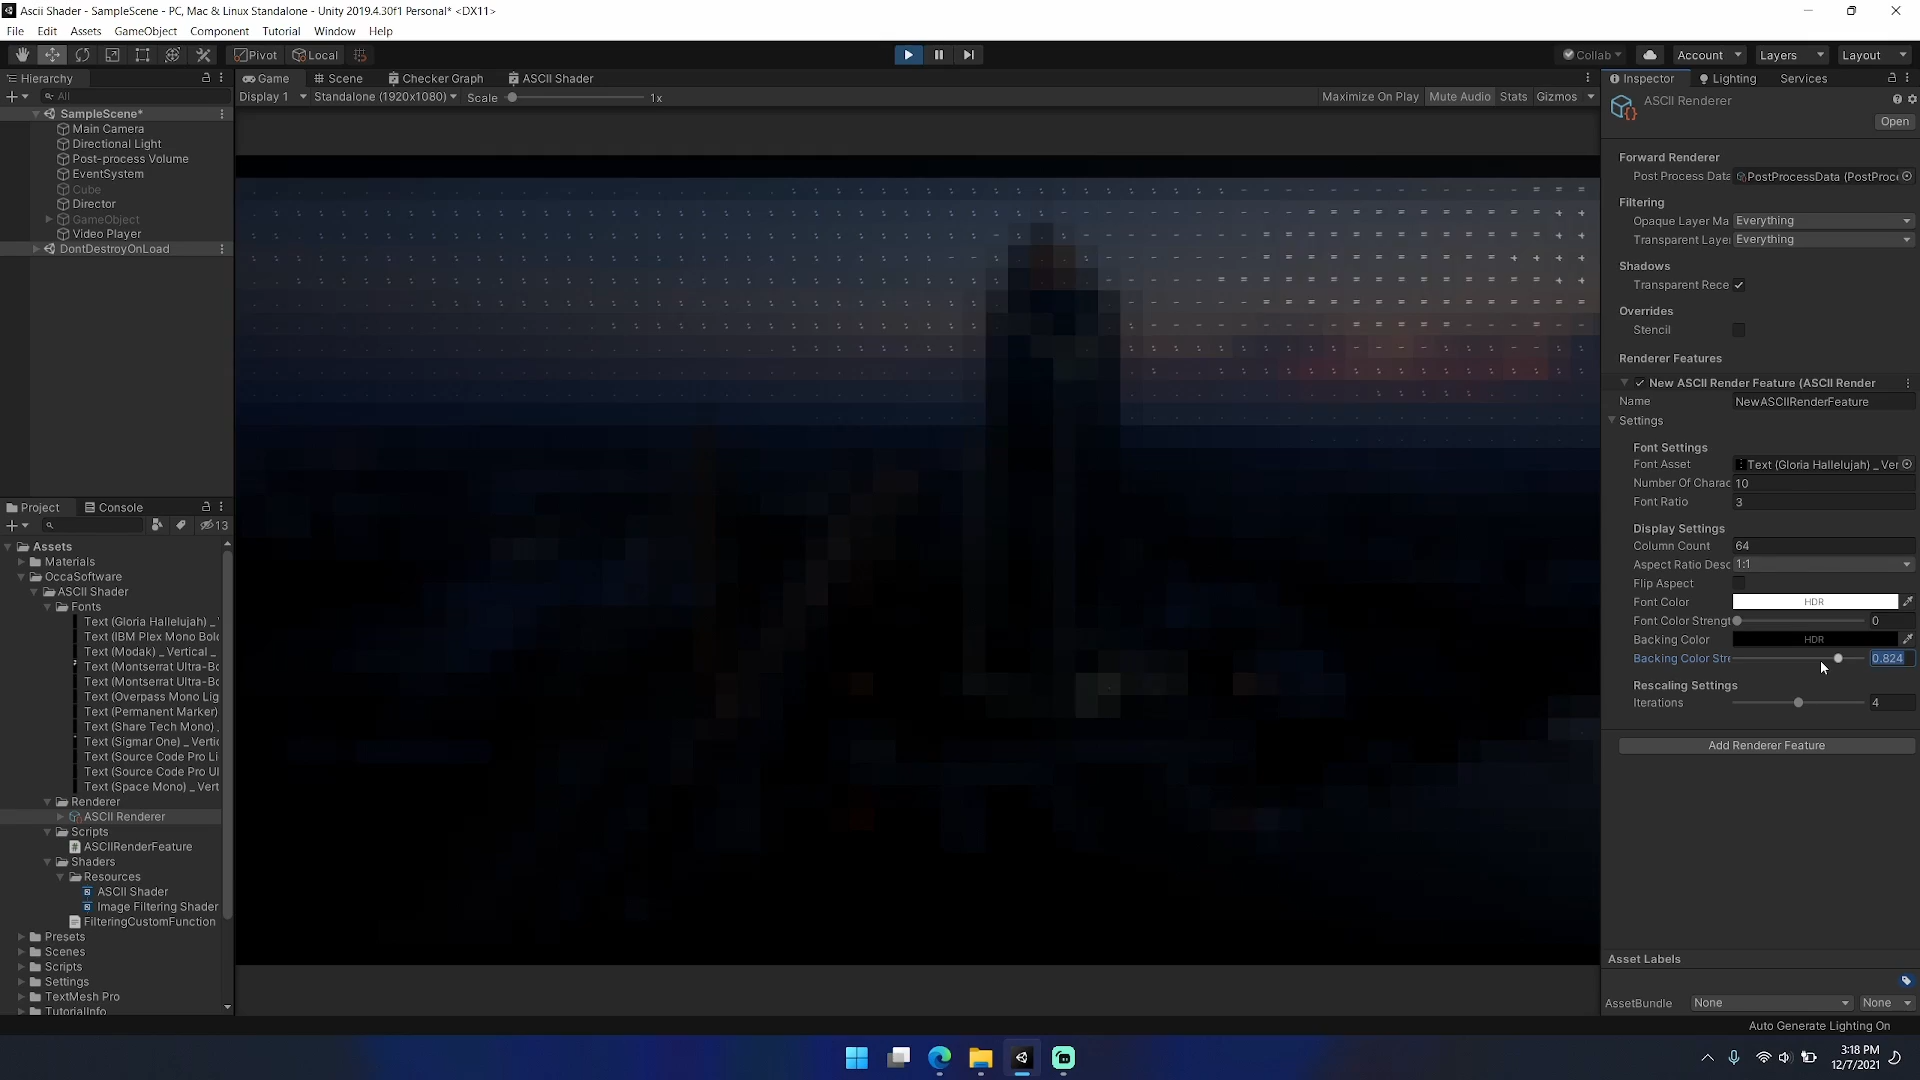 Ascii Shader - SampleScene - PC, Mac & Linux Standalone - Unity 2019.4.30f1 Personal* <DX11>
File Edit Assets GameObject Component Tutorial Window Help
Pivot Local
Collab Account Layers Layout
Hierarchy
All
SampleScene*
Main Camera
Directional Light
Post-process Volume
EventSystem
Cube
Director
GameObject
Video Player
DontDestroyOnLoad
Game Scene Checker Graph ASCII Shader
Display 1 Standalone (1920x1080) Scale 1x
Maximize On Play Mute Audio Stats Gizmos
Project Console
13
Assets
Materials
OccaSoftware
ASCII Shader
Fonts
Text (Gloria Hallelujah) _
Text (IBM Plex Mono Bol
Text (Modak) _ Vertical _
Text (Montserrat Ultra-Bo
Text (Montserrat Ultra-Bo
Text (Overpass Mono Lig
Text (Permanent Marker)
Text (Share Tech Mono)
Text (Sigmar One) _ Verti
Text (Source Code Pro Li
Text (Source Code Pro Ul
Text (Space Mono) _ Vert
Renderer
ASCII Renderer
Scripts
ASCIIRenderFeature
Shaders
Resources
ASCII Shader
Image Filtering Shader
FilteringCustomFunction
Presets
Scenes
Scripts
Settings
TextMesh Pro
TutorialInfo
Inspector Lighting Services
ASCII Renderer
Open
Forward Renderer
Post Process Data PostProcessData (PostProc
Filtering
Opaque Layer Ma Everything
Transparent Laye Everything
Shadows
Transparent Rece
Overrides
Stencil
Renderer Features
New ASCII Render Feature (ASCII Render
Name NewASCIIRenderFeature
Settings
Font Settings
Font Asset Text (Gloria Hallelujah) _ Ver
Number Of Charac 10
Font Ratio 3
Display Settings
Column Count 64
Aspect Ratio Desc 1:1
Flip Aspect
Font Color HDR
Font Color Strengt 0
Backing Color HDR
Backing Color Stre 0.824
Rescaling Settings
Iterations 4
Add Renderer Feature
Asset Labels
AssetBundle None None
Auto Generate Lighting On
3:18 PM
12/7/2021